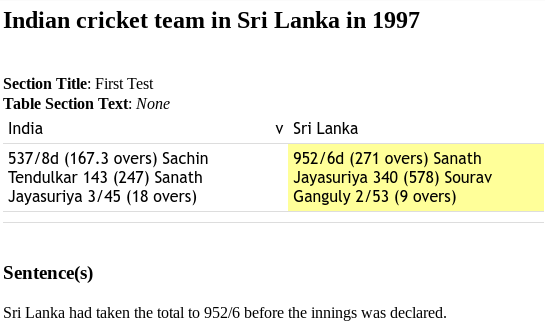 Indian cricket team in Sri Lanka in 1997
Section Title: First Test
Table Section Text: None
India v Sri Lanka
537/8d (167.3 overs) Sachin
Tendulkar 143 (247) Sanath
Jayasuriya 3/45 (18 overs)
952/6d (271 overs) Sanath
Jayasuriya 340 (578) Sourav
Ganguly 2/53 (9 overs)
Sentence(s)
Sri Lanka had taken the total to 952/6 before the innings was declared.